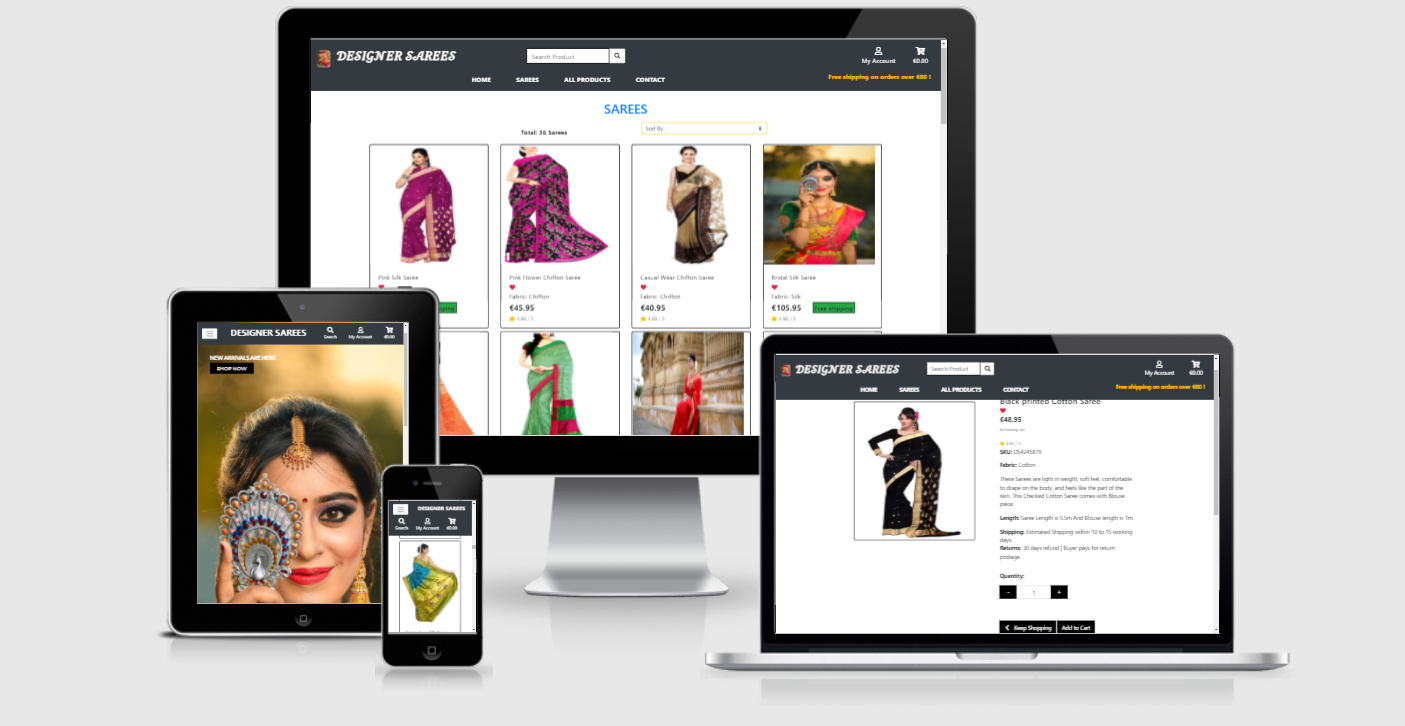 DESIGNER SAREES
Search Product
My Account
€0.00
HOME
SAREES
ALL PRODUCTS
CONTACT
Free shipping on orders over €80 !
SAREES
Total: 36 Sarees
Sort By..
Pink Silk Saree
Pink Flower Chiffon Saree
Fabric: Chiffon
€45.95
4.90 / 5
Casual Wear Chiffon Saree
Fabric: Chiffon
€40.95
4.60 / 5
Bridal Silk Saree
Fabric: Silk
€105.95
Free shipping
4.90 / 5
DESIGNER SAREES
Search
My Account
€0.00
NEW ARRIVALS ARE HERE
SHOP NOW
DESIGNER SAREES
Search
My Account
€0.00
DESIGNER SAREES
Search Product
My Account
€0.00
HOME
SAREES
ALL PRODUCTS
CONTACT
Free shipping on orders over €80 !
Black printed Cotton Saree
€48.95
Including vat
SKU:
Fabric: Cotton
These Sarees are light in weight, soft feel, comfortable
to drape on the body, and feels like the part of the
skin. This Checked Cotton Saree comes with Blouse
piece.
Length: Saree Length is 5.5m And Blouse length is 1m
Shipping: Estimated Shipping within 10 to 15 working
days
Returns: 30 days refund | Buyer pays for return
postage.
Quantity:
-
1
+
Keep Shopping
Add to Cart